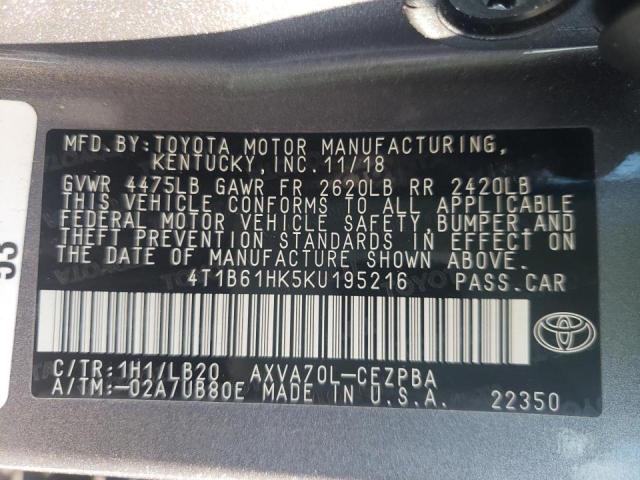 MFD.BY:TOYOTA MOTOR MANUFACTURING,
KENTUCKY,INC.11/18
GVWR 4475LB GAWR FR 2620LB RR 2420LB
THIS VEHICLE CONFORMS TO ALL APPLICABLE
FEDERAL MOTOR VEHICLE SAFETY,BUMPER,AND
THEFT PREVENTION STANDARDS IN EFFECT ON
THE DATE OF MANUFACTURE SHOWN ABOVE.
4T1B61HK5KU195216 PASS.CAR
C/TR:1H1/LB20 AXVA70L-CEZPBA
A/TM:-02A/UB80E MADE IN U.S.A. 22350